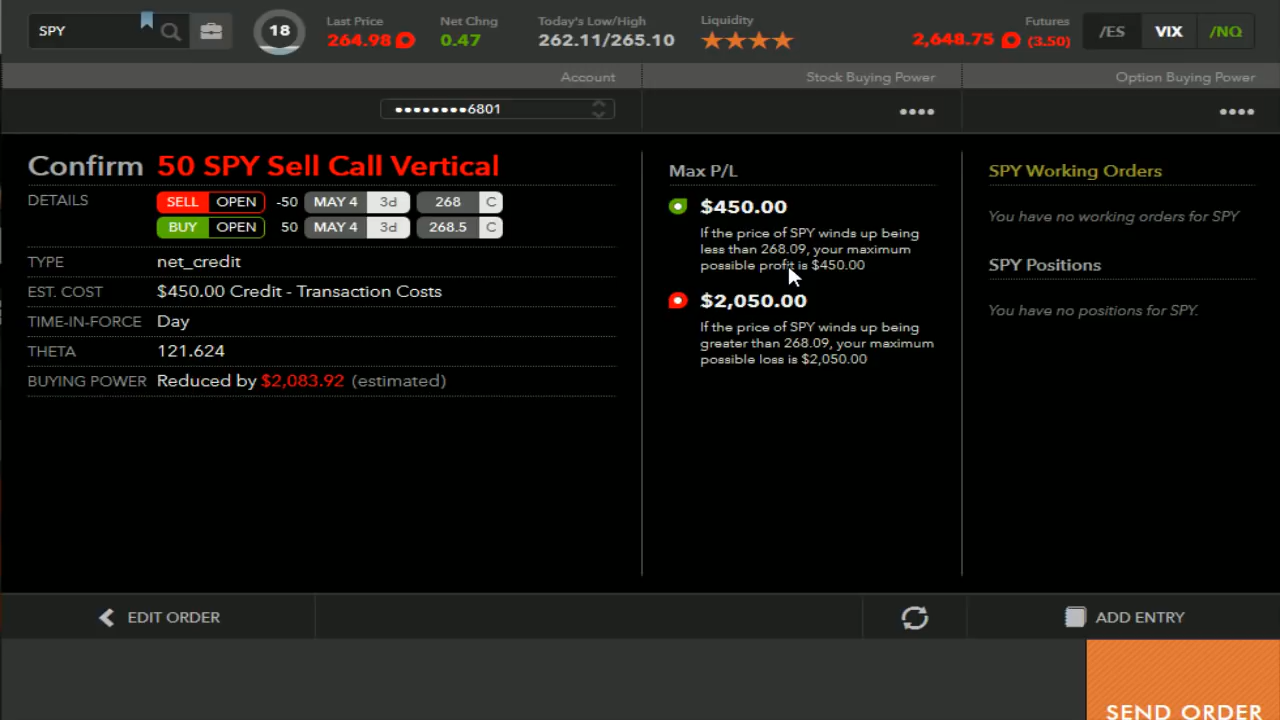 SPY
18
Last Price
264.98
Net Chng
0.47
Today's Low/High
262.11/265.10
Liquidity
Futures
2,648.75 (3.50)
/ES VIX /NQ
Account Stock Buying Power Option Buying Power
••••••••6801 •••• ••••
Confirm 50 SPY Sell Call Vertical
DETAILS SELL OPEN -50 MAY 4 3d 268 C
BUY OPEN 50 MAY 4 3d 268.5 C
TYPE net_credit
EST. COST $450.00 Credit - Transaction Costs
TIME-IN-FORCE Day
THETA 121.624
BUYING POWER Reduced by $2,083.92 (estimated)
Max P/L
$450.00
If the price of SPY winds up being
less than 268.09, your maximum
possible profit is $450.00
$2,050.00
If the price of SPY winds up being
greater than 268.09, your maximum
possible loss is $2,050.00
SPY Working Orders
You have no working orders for SPY
SPY Positions
You have no positions for SPY.
EDIT ORDER
ADD ENTRY
SEND ORDER